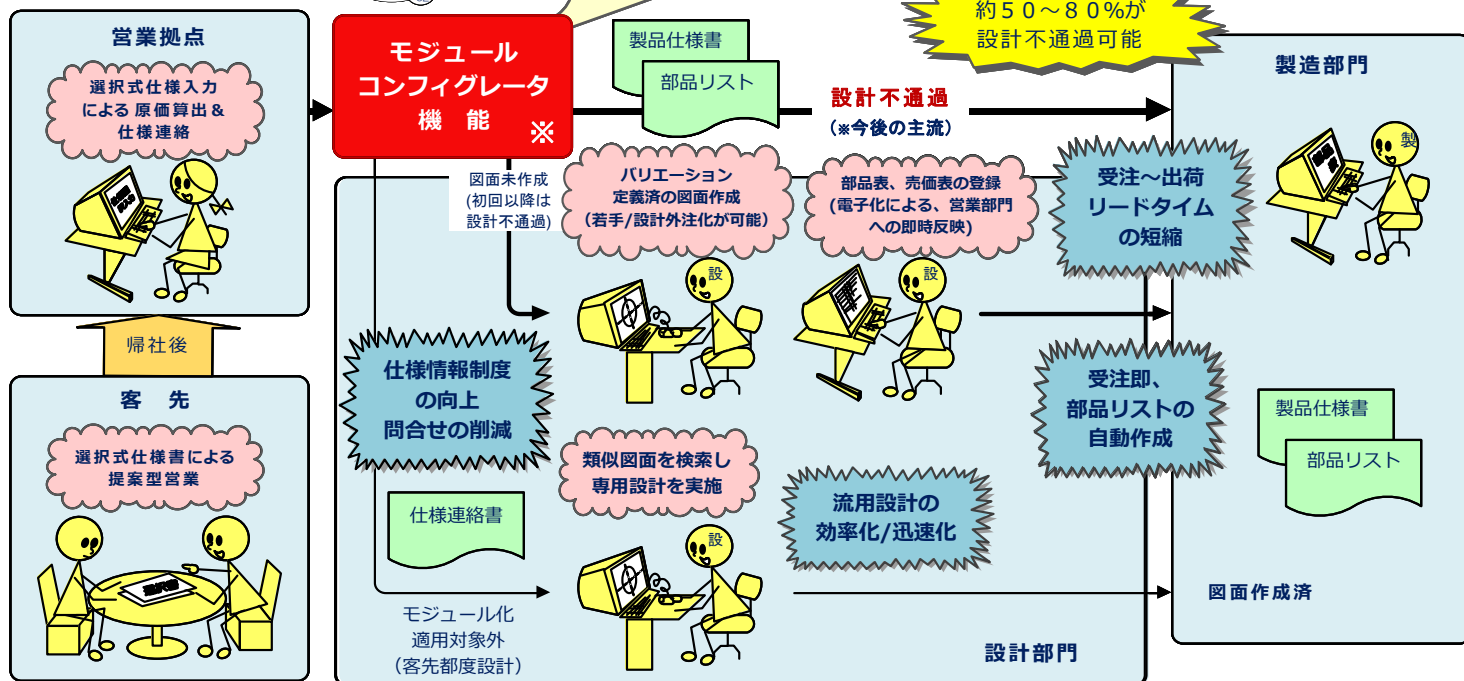 約50～80%が
設計不通過可能
営業拠点
選択式仕様入力
による原価算出&
仕様連絡
モジュール
コンフィグレータ
機 能 ※
製品仕様書
部品リスト
設計不通過
(※今後の主流)
製造部門
製
図面未作成
(初回以降は
設計不通過)
バリエーション
定義済の図面作成
(若手/設計外注化が可能)
部品表、売価表の登録
(電子化による、営業部門
への即時反映)
受注～出荷
リードタイム
の短縮
設
設
帰社後
客 先
選択式仕様書による
提案型営業
仕様情報制度
の向上
問合せの削減
受注即、
部品リストの
自動作成
製品仕様書
部品リスト
類似図面を検索し
専用設計を実施
流用設計の
効率化/迅速化
仕様連絡書
設
モジュール化
適用対象外
(客先都度設計)
設計部門
図面作成済